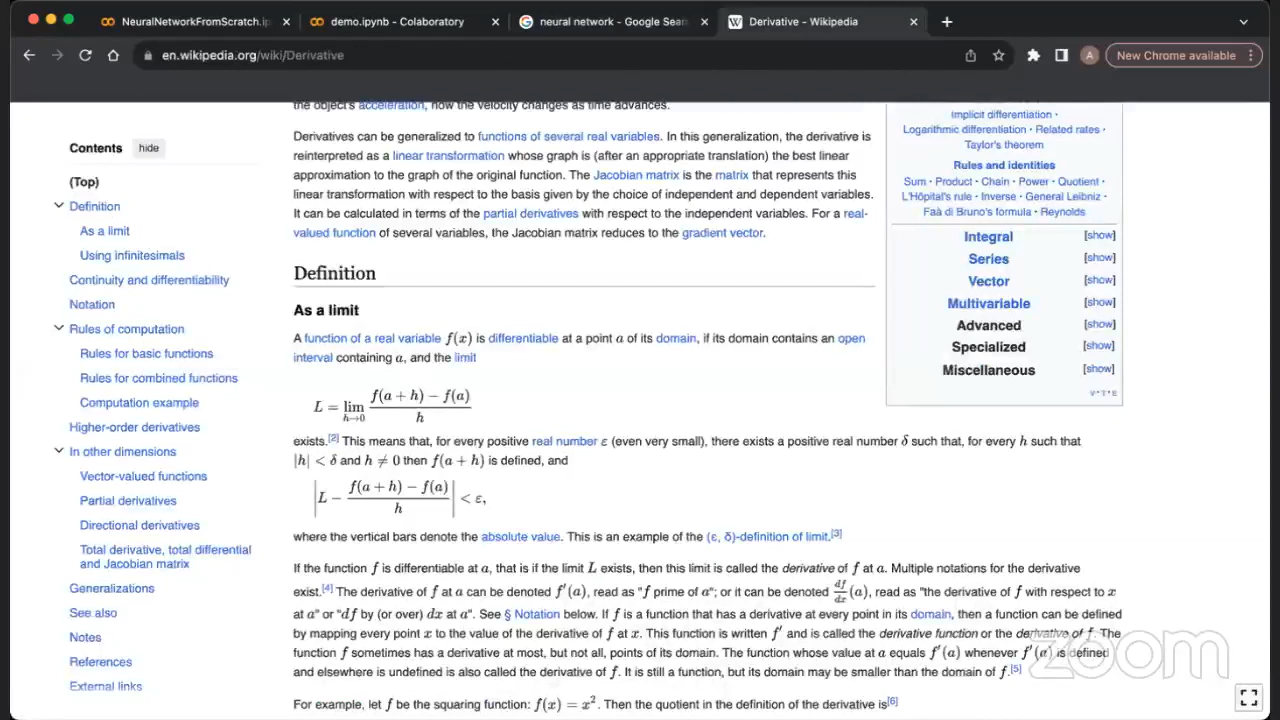 NeuralNetworkFromScratch.ip
demo.ipynb - Colaboratory
neural network - Google Sear
Derivative - Wikipedia
en.wikipedia.org/wiki/Derivative
A
New Chrome available
Contents hide
(Top)
Definition
As a limit
Using infinitesimals
Continuity and differentiability
Notation
Rules of computation
Rules for basic functions
Rules for combined functions
Computation example
Higher-order derivatives
In other dimensions
Vector-valued functions
Partial derivatives
Directional derivatives
Total derivative, total differential
and Jacobian matrix
Generalizations
See also
Notes
References
External links
the object's acceleration, how the velocity changes as time advances.
Derivatives can be generalized to functions of several real variables. In this generalization, the derivative is
reinterpreted as a linear transformation whose graph is (after an appropriate translation) the best linear
approximation to the graph of the original function. The Jacobian matrix is the matrix that represents this
linear transformation with respect to the basis given by the choice of independent and dependent variables.
It can be calculated in terms of the partial derivatives with respect to the independent variables. For a real-
valued function of several variables, the Jacobian matrix reduces to the gradient vector.
Definition
As a limit
A function of a real variable f(x) is differentiable at a point a of its domain, if its domain contains an open
interval containing a, and the limit
L = lim h→0 f(a + h) − f(a) / h
exists.[2] This means that, for every positive real number ε (even very small), there exists a positive real number δ such that, for every h such that
|h| < δ and h ≠ 0 then f(a + h) is defined, and
|L − f(a + h) − f(a) / h| < ε,
where the vertical bars denote the absolute value. This is an example of the (ε, δ)-definition of limit.[3]
If the function f is differentiable at a, that is if the limit L exists, then this limit is called the derivative of f at a. Multiple notations for the derivative
exist.[4] The derivative of f at a can be denoted f′(a), read as "f prime of a"; or it can be denoted df/dx(a), read as "the derivative of f with respect to x
at a" or "df by (or over) dx at a". See § Notation below. If f is a function that has a derivative at every point in its domain, then a function can be defined
by mapping every point x to the value of the derivative of f at x. This function is written f′ and is called the derivative function or the derivative of f. The
function f sometimes has a derivative at most, but not all, points of its domain. The function whose value at a equals f′(a) whenever f′(a) is defined
and elsewhere is undefined is also called the derivative of f. It is still a function, but its domain may be smaller than the domain of f.[5]
For example, let f be the squaring function: f(x) = x². Then the quotient in the definition of the derivative is[6]
Implicit differentiation ·
Logarithmic differentiation · Related rates ·
Taylor's theorem
Rules and identities
Sum · Product · Chain · Power · Quotient ·
L'Hôpital's rule · Inverse · General Leibniz ·
Faà di Bruno's formula · Reynolds
Integral [show]
Series [show]
Vector [show]
Multivariable [show]
Advanced [show]
Specialized [show]
Miscellaneous [show]
V·T·E
zoom